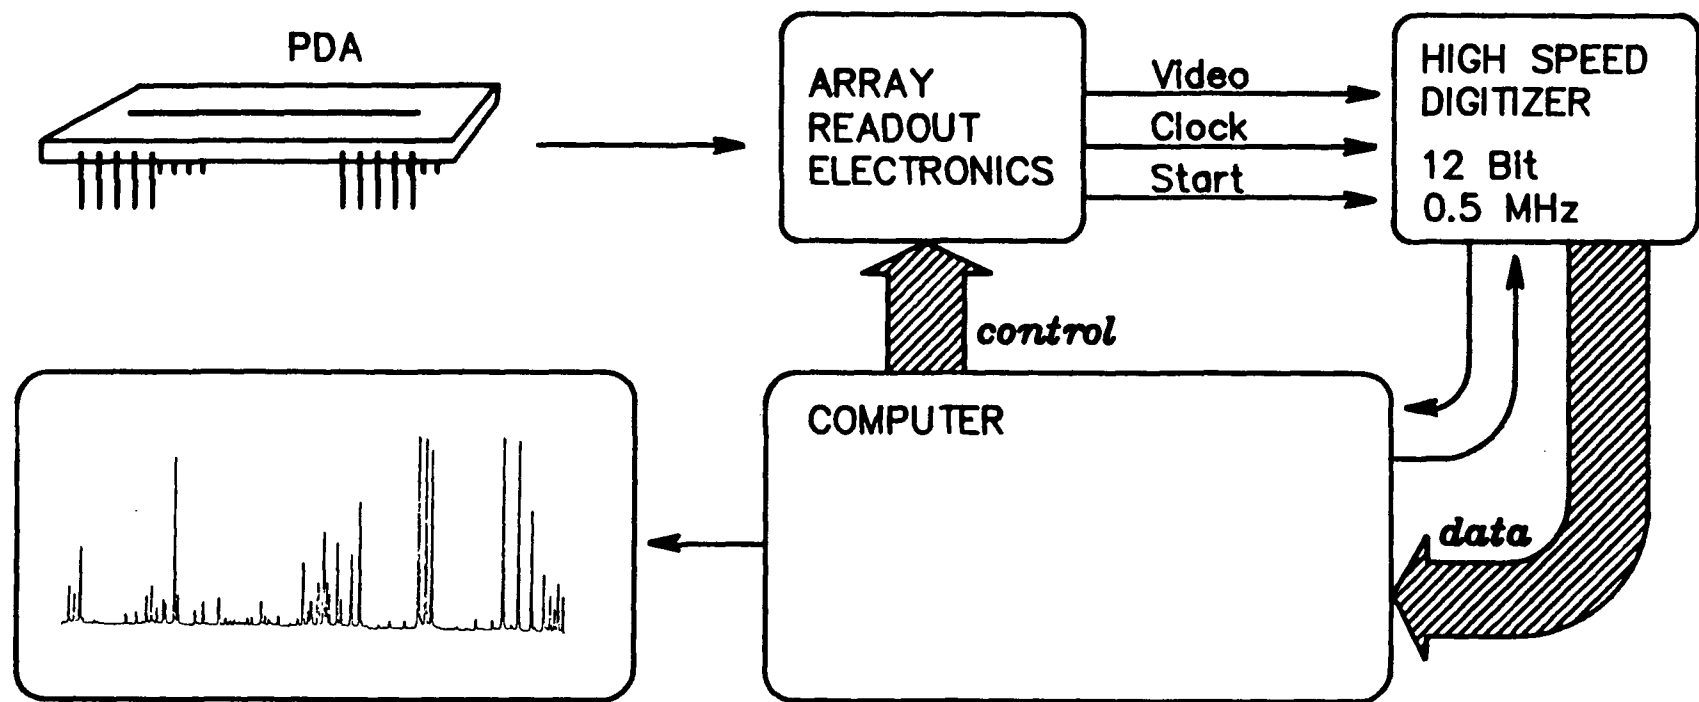 PDA
ARRAY
READOUT
ELECTRONICS
Video
Clock
Start
HIGH SPEED
DIGITIZER
12 Bit
0.5 MHz
control
COMPUTER
data